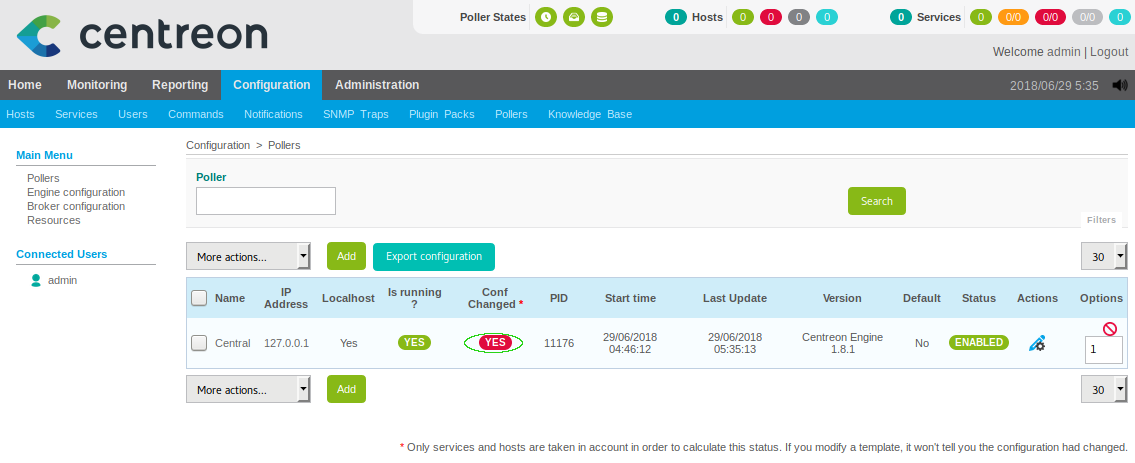 centreon
Poller States 0 Hosts 0 0 0 0 0 Services 0 0/0 0/0 0/0 0
Welcome admin | Logout
Home Monitoring Reporting Configuration Administration 2018/06/29 5:35
Hosts Services Users Commands Notifications SNMP Traps Plugin Packs Pollers Knowledge Base
Main Menu
Pollers
Engine configuration
Broker configuration
Resources
Connected Users
admin
Configuration > Pollers
Poller
Search
Filters
More actions... Add Export configuration 30
Name IP Address Localhost Is running ? Conf Changed * PID Start time Last Update Version Default Status Actions Options
Central 127.0.0.1 Yes YES YES 11176 29/06/2018 04:46:12 29/06/2018 05:35:13 Centreon Engine 1.8.1 No ENABLED 1
More actions... Add 30
* Only services and hosts are taken in account in order to calculate this status. If you modify a template, it won't tell you the configuration had changed.